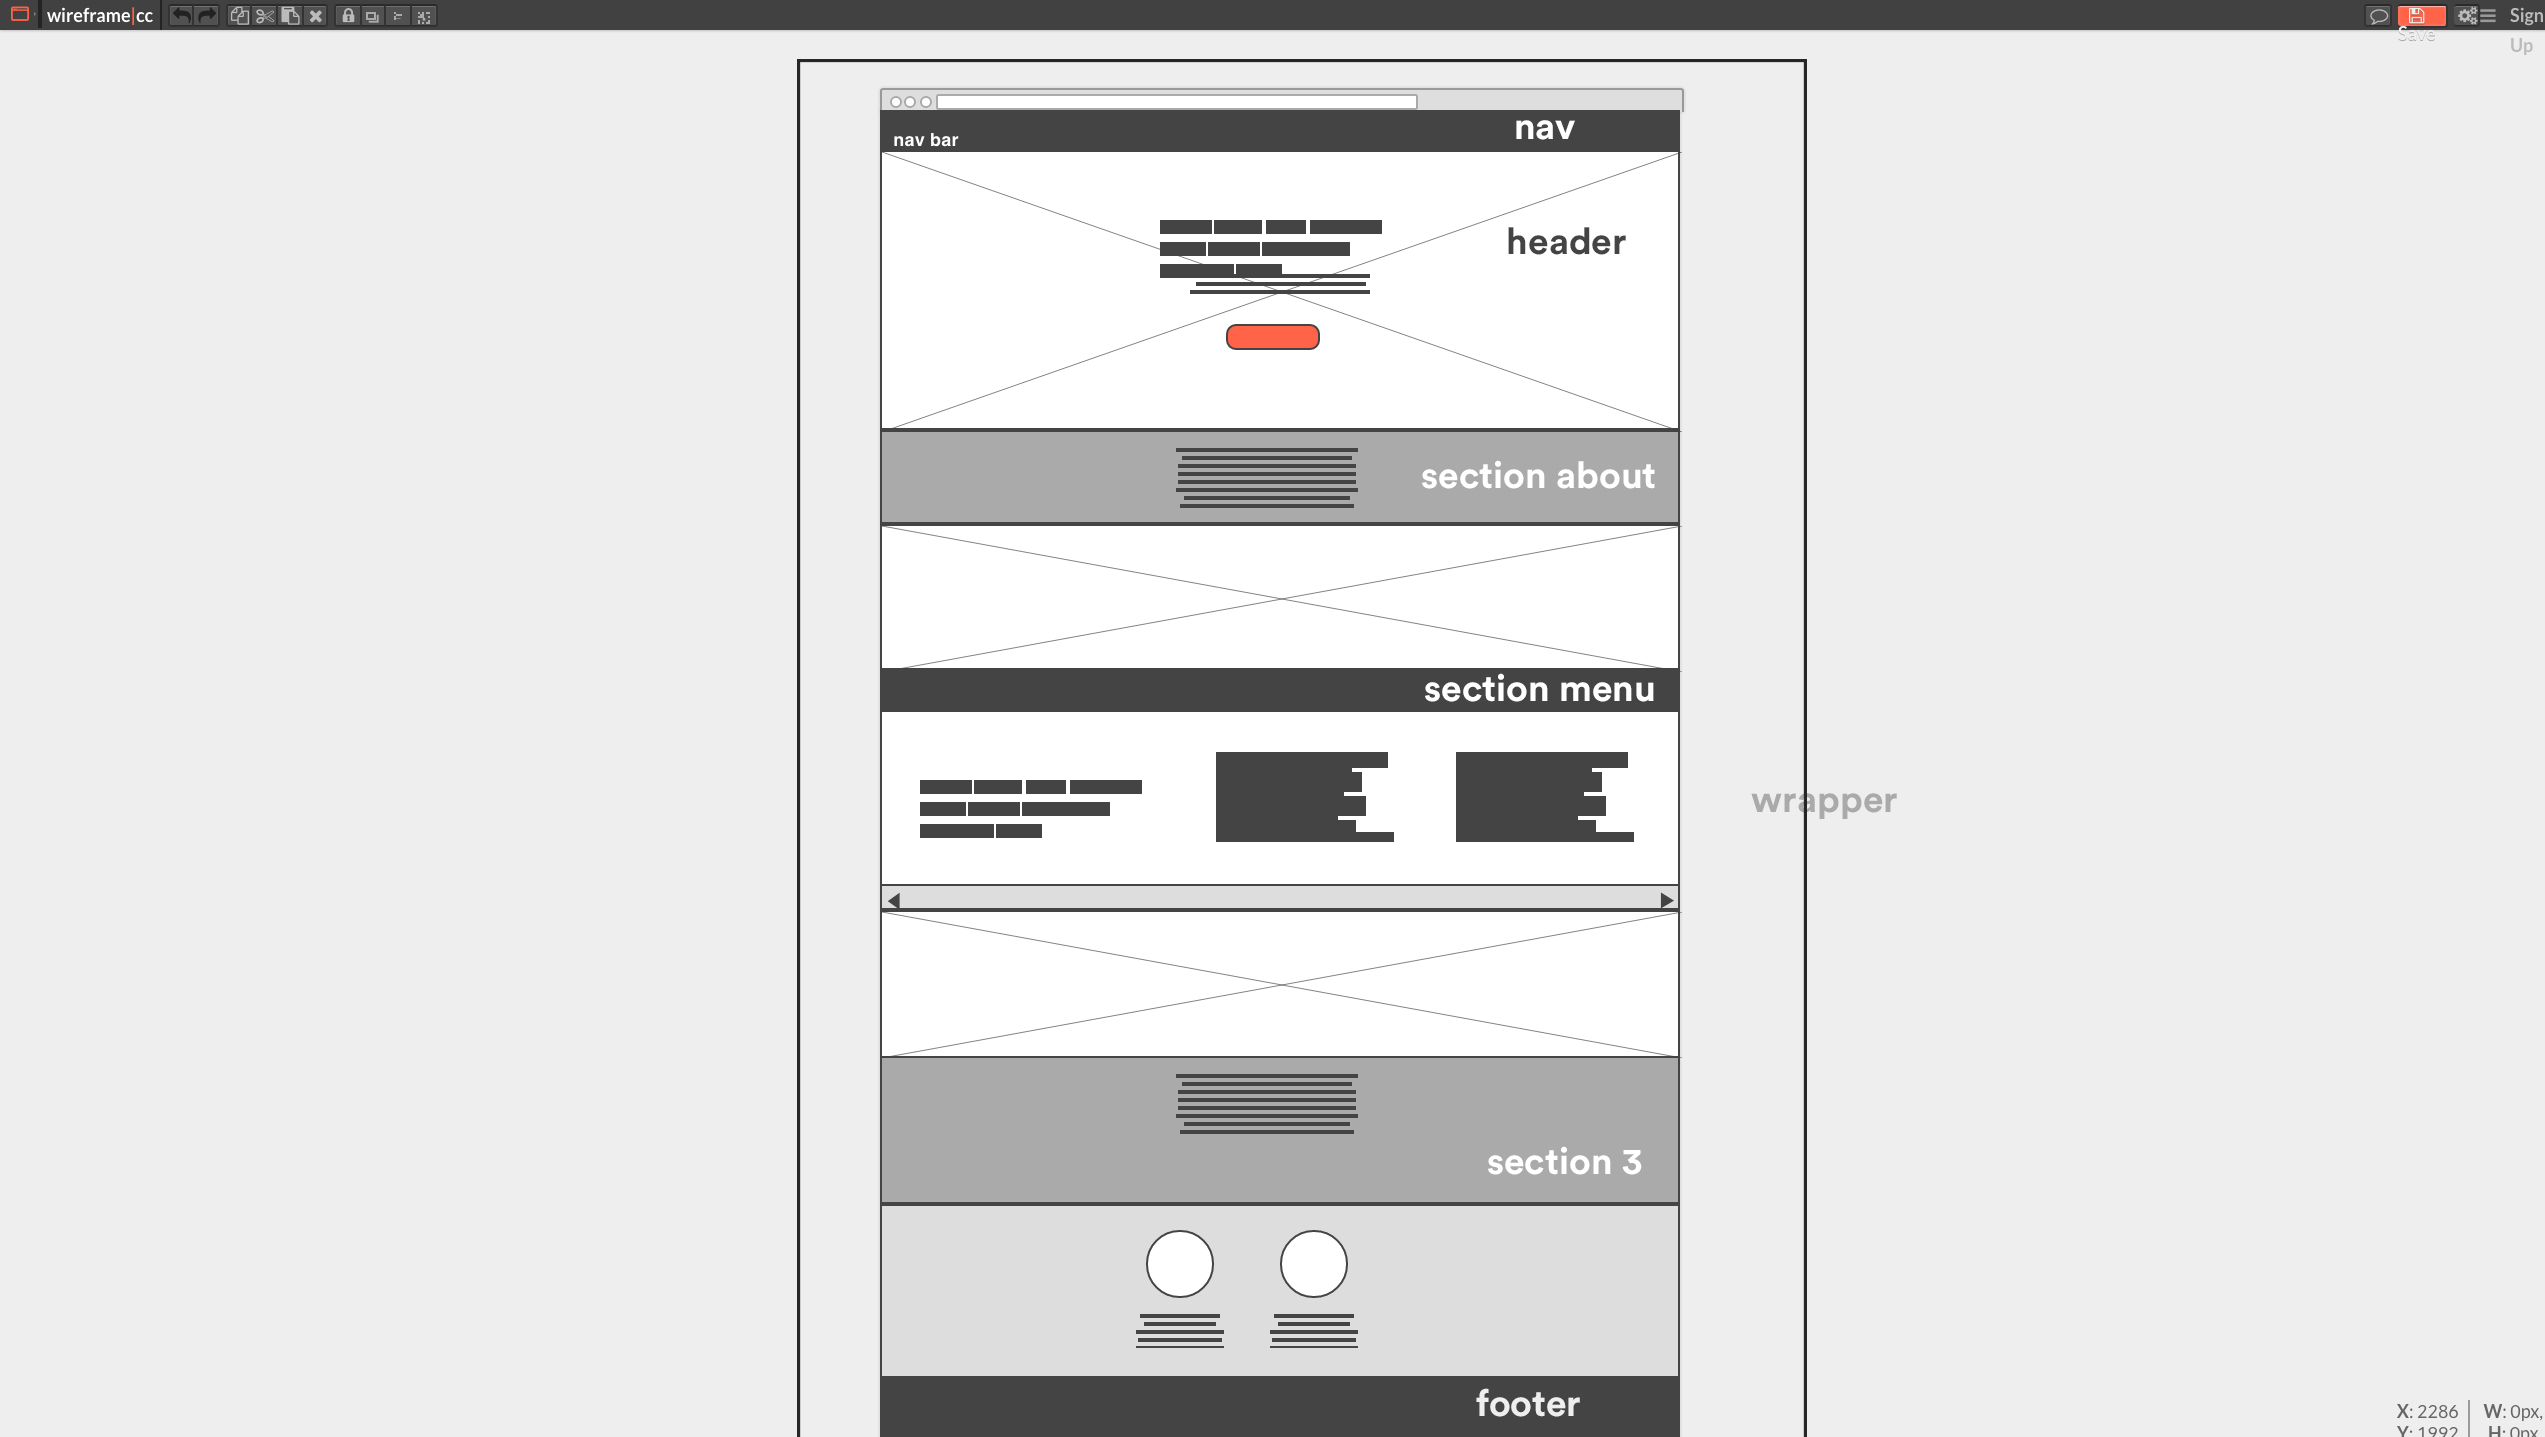 wireframe|cc
Sign
Save
Up
nav
nav bar
header
section about
section menu
wrapper
section 3
footer
X: 2286
W: 0px,
Y: 1992
H: 0px